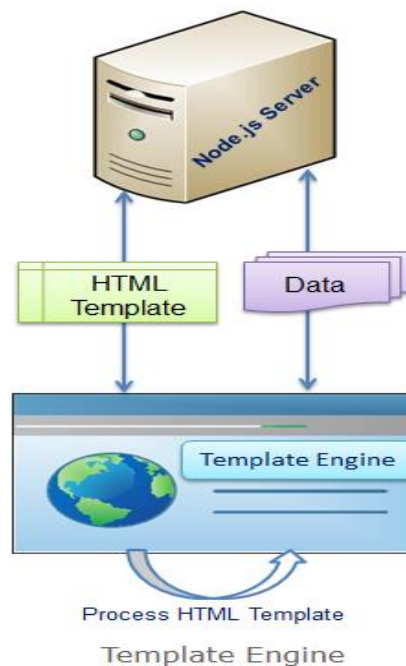 Node.js Server
HTML
Template
Data
Template Engine
Process HTML Template
Template Engine